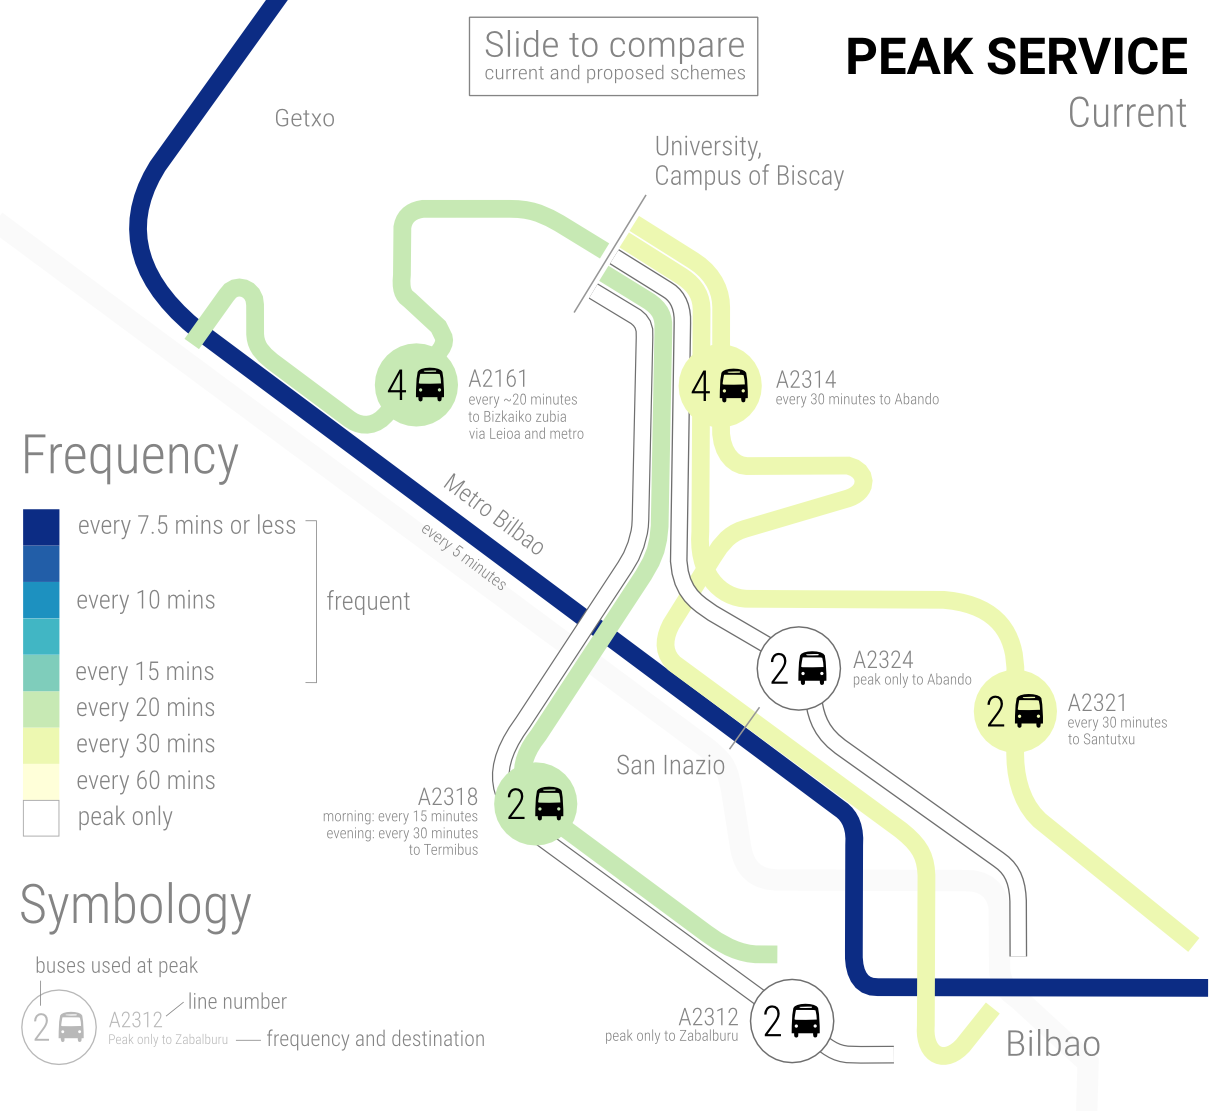 Slide to compare
current and proposed schemes
PEAK SERVICE
Current
Getxo
University,
Campus of Biscay
4
A2161
every ~20 minutes
to Bizkaiko zubia
via Leioa and metro
4
A2314
every 30 minutes to Abando
Frequency
every 7.5 mins or less
every 10 mins
frequent
every 15 mins
every 20 mins
every 30 mins
every 60 mins
peak only
Metro Bilbao
every 5 minutes
2
A2324
peak only to Abando
2
A2321
every 30 minutes
to Santutxu
San Inazio
A2318
morning: every 15 minutes
evening: every 30 minutes
to Termibus
2
Symbology
buses used at peak
2
A2312
Peak only to Zabalburu
line number
frequency and destination
A2312
peak only to Zabalburu
2
Bilbao